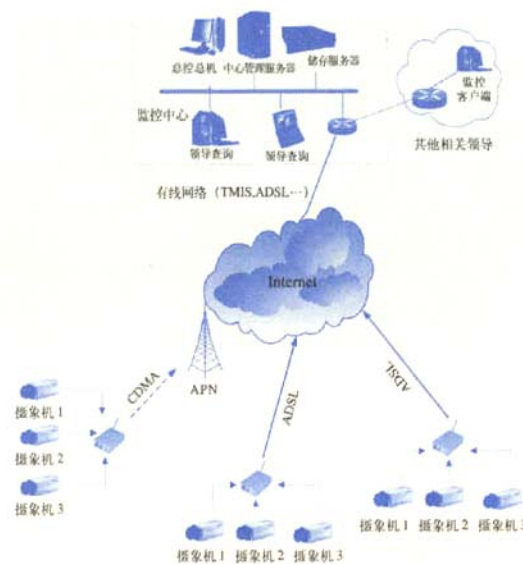 总控总机 中心管理服务器 储存服务器
监控中心
领导查询 领导查询
监控
客户端
其他相关领导
有线网络（TMIS,ADSL…）
Internet
CDMA
APN
ADSL
ADSL
摄象机 1
摄象机 2
摄象机 3
摄象机 1 摄象机 2 摄象机 3
摄象机 1 摄象机 2 摄象机 3